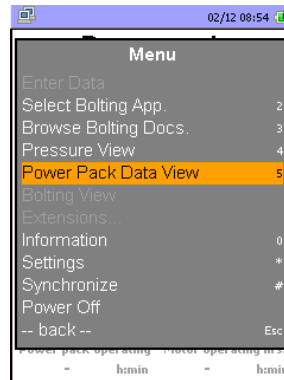 02/12 08:54
Menu
Enter Data
Select Bolting App. 2
Browse Bolting Docs. 3
Pressure View 4
Power Pack Data View 5
Bolting View
Extensions...
Information 0
Settings *
Synchronize #
Power Off
-- back -- Esc
Power pack operating Motor operating hrs.
- h:min - h:min